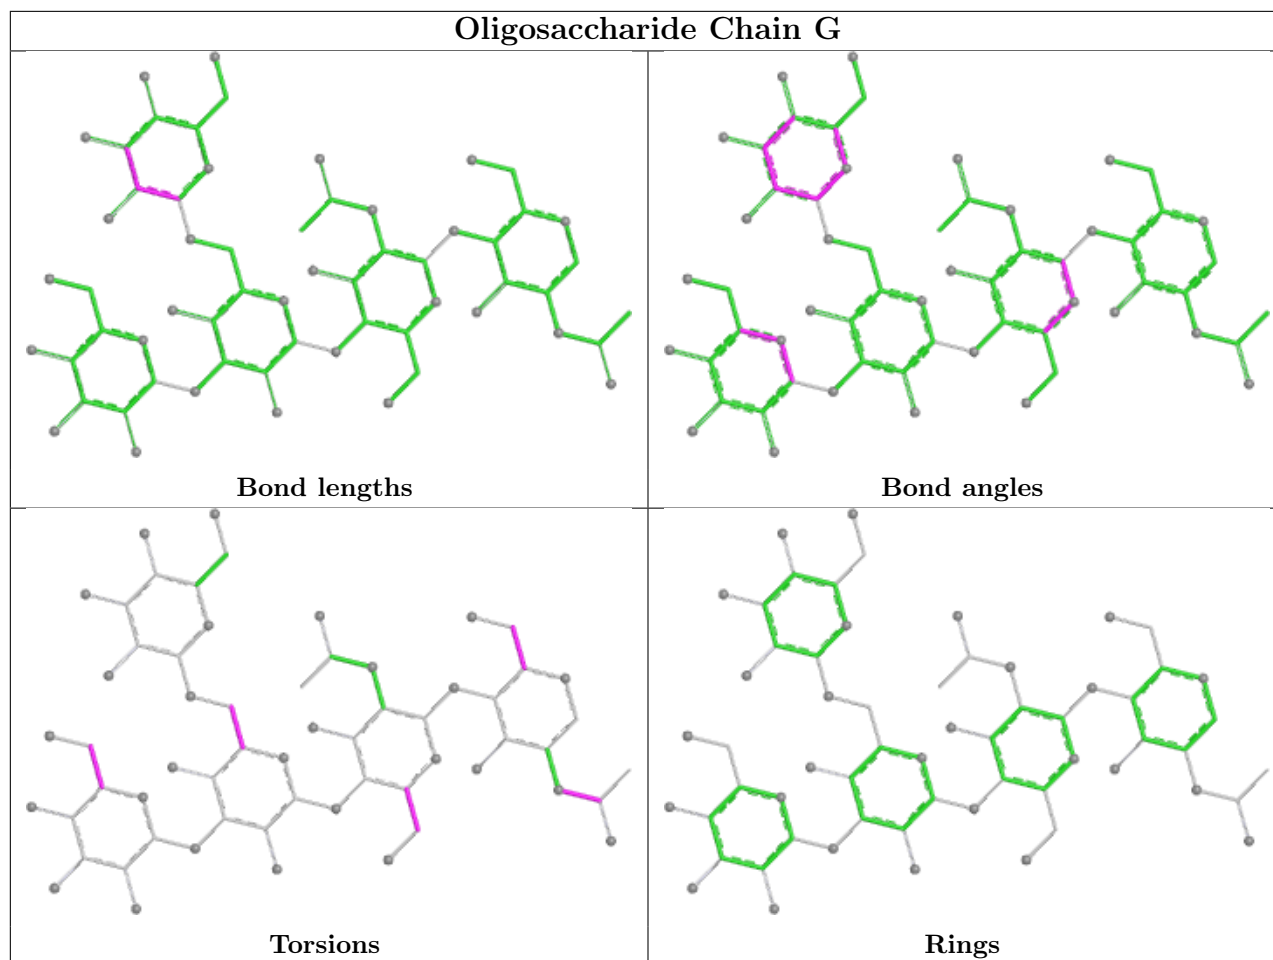 Oligosaccharide Chain G
Bond lengths
Bond angles
Torsions
Rings